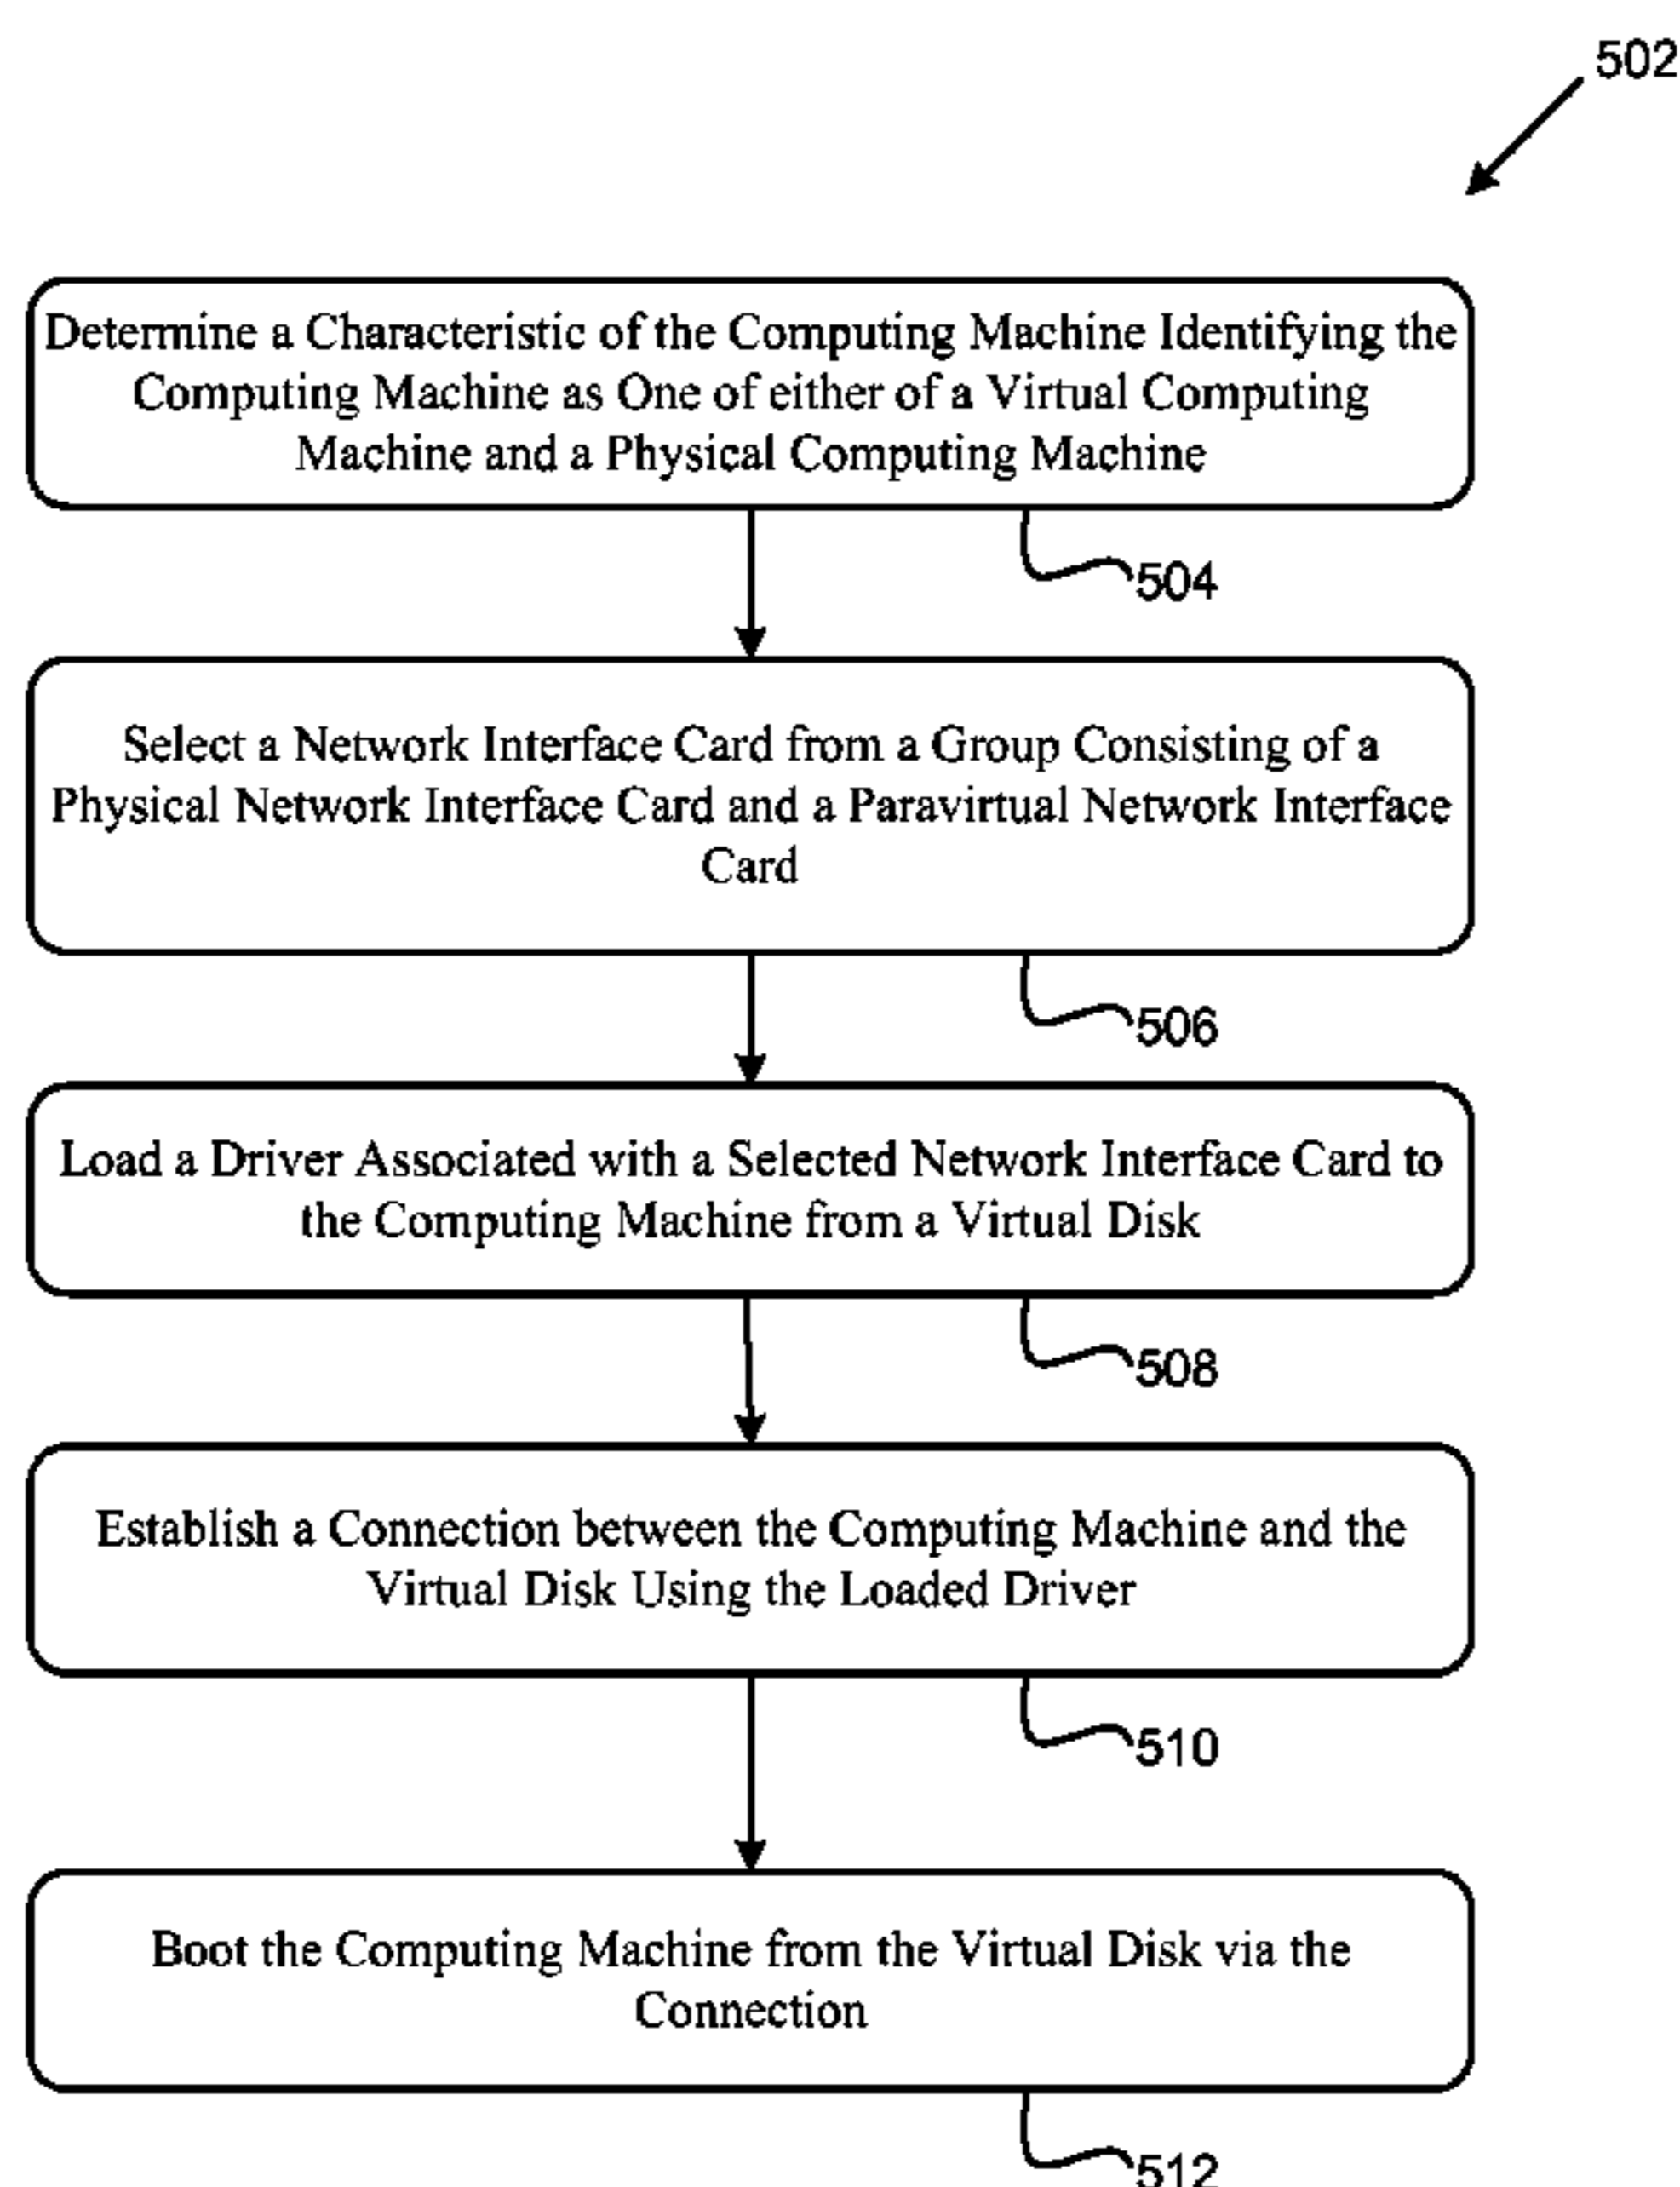 502
Determine a Characteristic of the Computing Machine Identifying the
Computing Machine as One of either of a Virtual Computing
Machine and a Physical Computing Machine
504
Select a Network Interface Card from a Group Consisting of a
Physical Network Interface Card and a Paravirtual Network Interface
Card
506
Load a Driver Associated with a Selected Network Interface Card to
the Computing Machine from a Virtual Disk
508
Establish a Connection between the Computing Machine and the
Virtual Disk Using the Loaded Driver
510
Boot the Computing Machine from the Virtual Disk via the
Connection
512